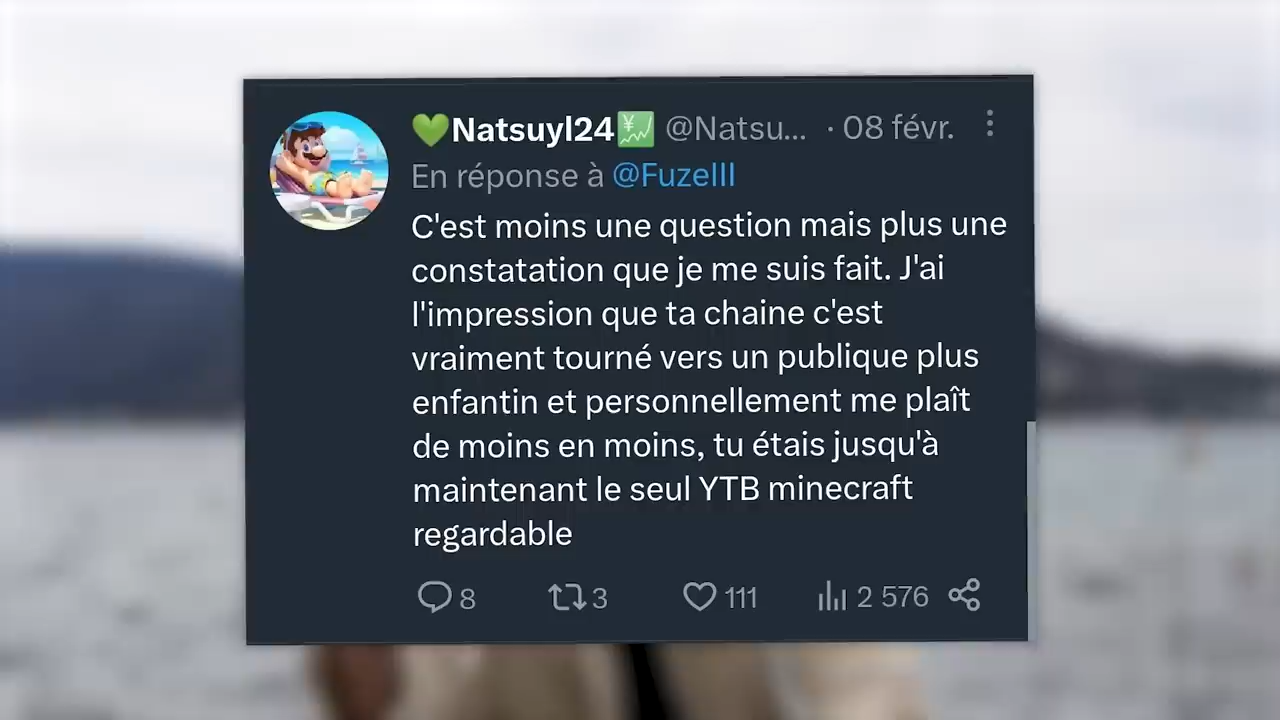 💚Natsuyl24💹 @Natsu... · 08 févr.
En réponse à @Fuzelll
C'est moins une question mais plus une
constatation que je me suis fait. J'ai
l'impression que ta chaine c'est
vraiment tourné vers un publique plus
enfantin et personnellement me plaît
de moins en moins, tu étais jusqu'à
maintenant le seul YTB minecraft
regardable
8 3 111 2 576